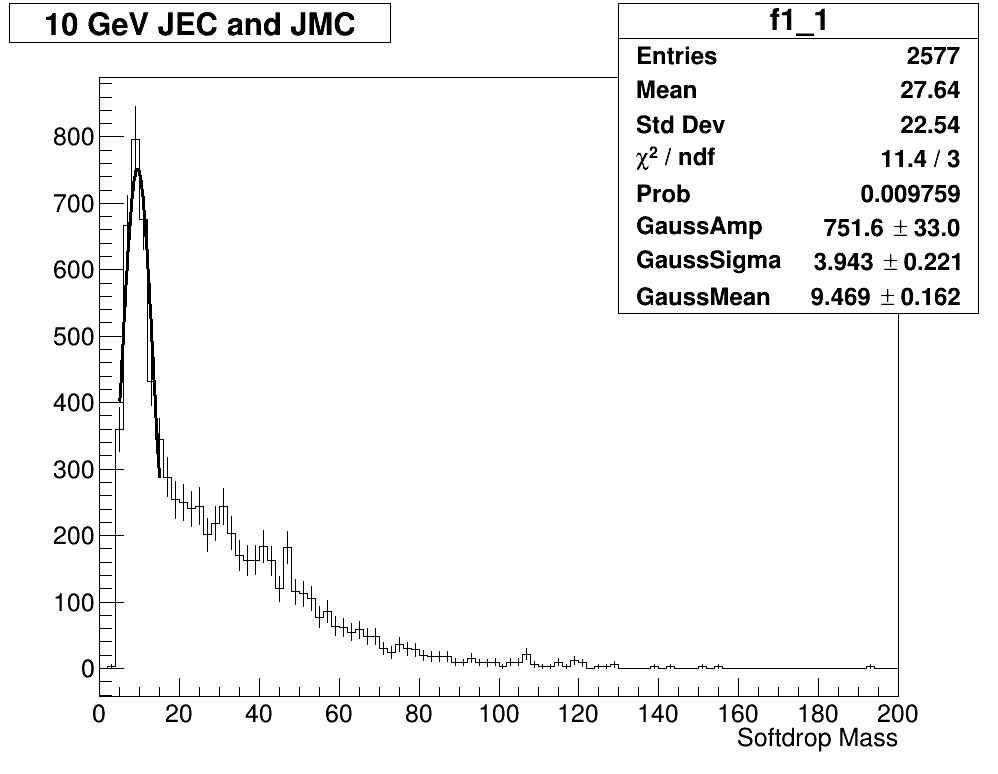 10 GeV JEC and JMC
f1_1
Entries 2577
Mean 27.64
Std Dev 22.54
χ² / ndf 11.4 / 3
Prob 0.009759
GaussAmp 751.6 ± 33.0
GaussSigma 3.943 ± 0.221
GaussMean 9.469 ± 0.162
800
700
600
500
400
300
200
100
0
0 20 40 60 80 100 120 140 160 180 200
Softdrop Mass